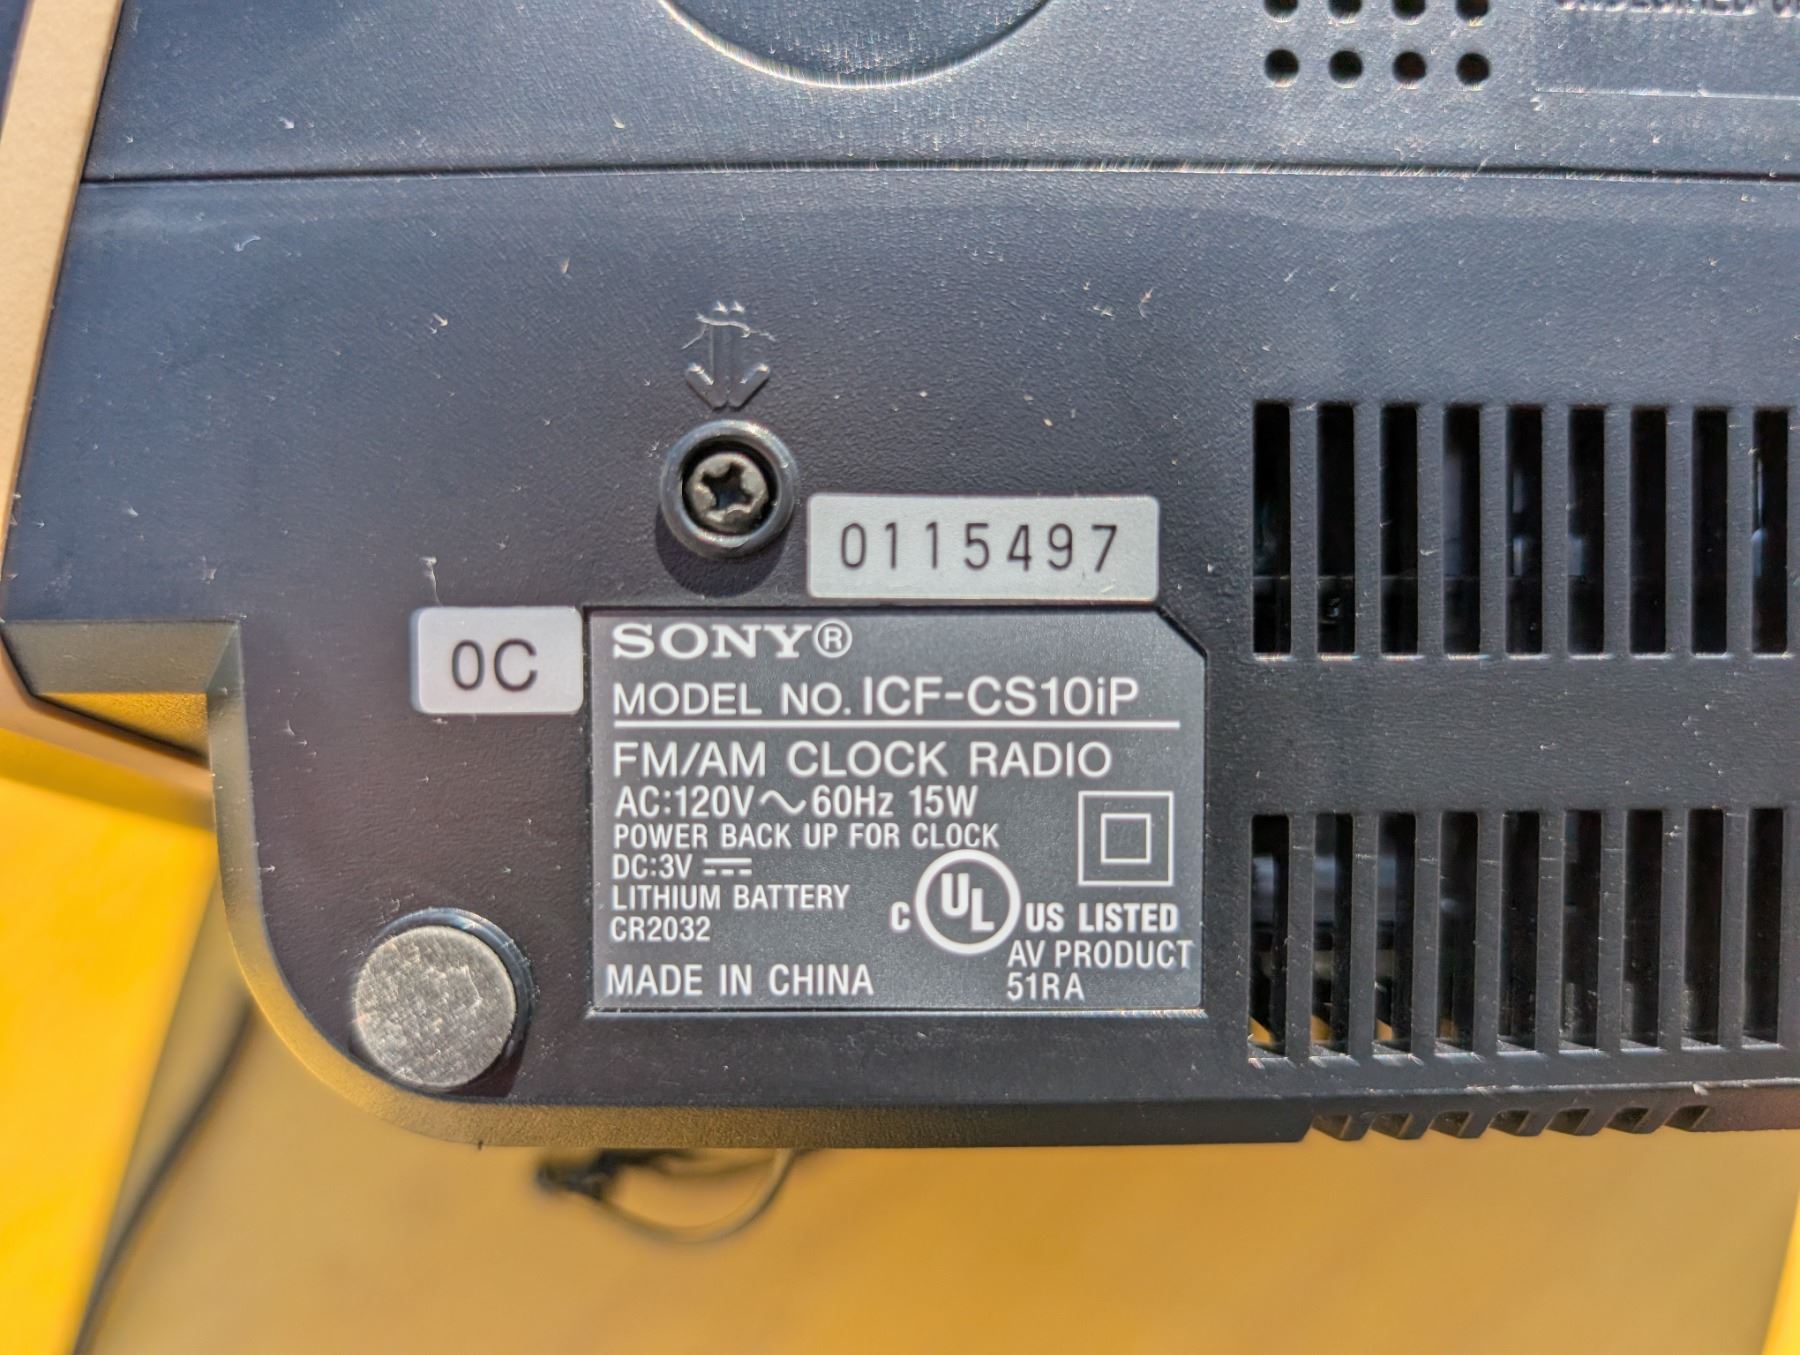 0115497
0C
SONY®
MODEL NO. ICF-CS10iP
FM/AM CLOCK RADIO
AC:120V～60Hz 15W
POWER BACK UP FOR CLOCK
DC:3V ⎓
LITHIUM BATTERY
CR2032
C UL US LISTED
AV PRODUCT
51RA
MADE IN CHINA